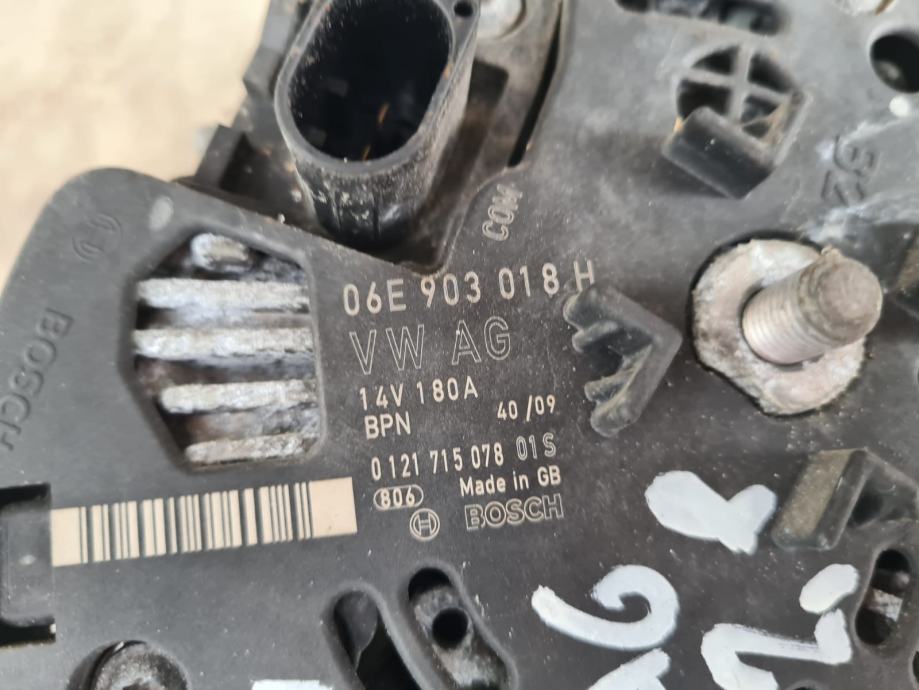 COM
B2
06E 903 018 H
VW AG
14V 180A
BPN 40/09
0 121 715 078 01S
806 Made in GB
BOSCH
BOSCH